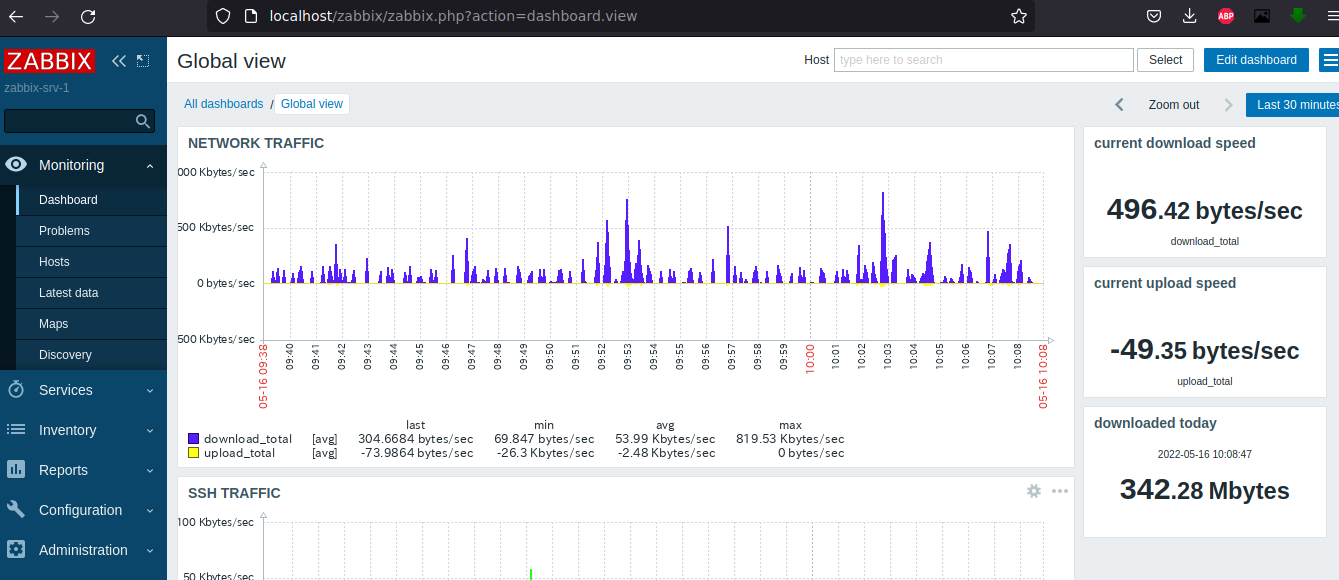 localhost/zabbix/zabbix.php?action=dashboard.view
ABP
ZABBIX
zabbix-srv-1
Monitoring
Dashboard
Problems
Hosts
Latest data
Maps
Discovery
Services
Inventory
Reports
Configuration
Administration
Global view
Host type here to search Select Edit dashboard
All dashboards / Global view
Zoom out Last 30 minutes
NETWORK TRAFFIC
000 Kbytes/sec
500 Kbytes/sec
0 bytes/sec
500 Kbytes/sec
05-16 09:38 09:40 09:41 09:42 09:43 09:44 09:45 09:46 09:47 09:48 09:49 09:50 09:51 09:52 09:53 09:54 09:55 09:56 09:57 09:58 09:59 10:00 10:01 10:02 10:03 10:04 10:05 10:06 10:07 10:08 05-16 10:08
last min avg max
download_total [avg] 304.6684 bytes/sec 69.847 bytes/sec 53.99 Kbytes/sec 819.53 Kbytes/sec
upload_total [avg] -73.9864 bytes/sec -26.3 Kbytes/sec -2.48 Kbytes/sec 0 bytes/sec
SSH TRAFFIC
100 Kbytes/sec
50 Kbytes/sec
current download speed
496.42 bytes/sec
download_total
current upload speed
-49.35 bytes/sec
upload_total
downloaded today
2022-05-16 10:08:47
342.28 Mbytes